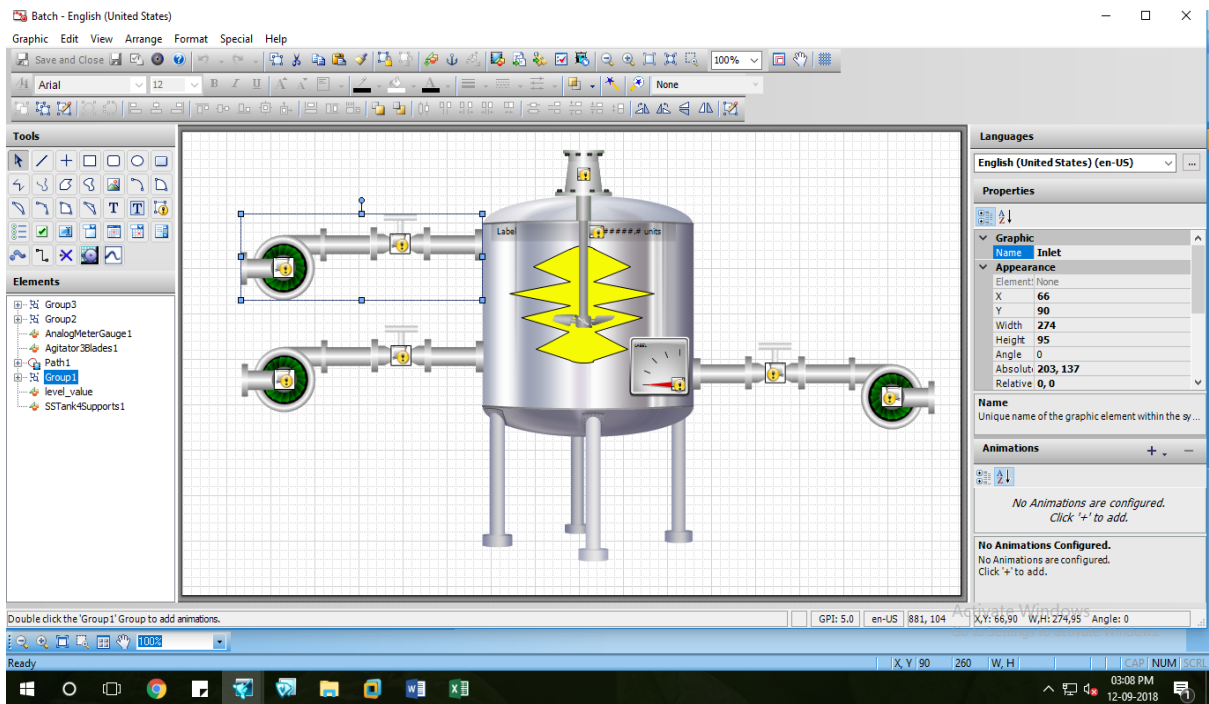 Batch - English (United States)
Graphic Edit View Arrange Format Special Help
Save and Close
100%
Arial
12
B I U
None
Tools
T T
Elements
Group3
Group2
AnalogMeterGauge1
Agitator3Blades1
Path1
Group1
level_value
SSTank4Supports1
Label
#####.# units
LABEL
Languages
English (United States) (en-US)
...
Properties
Graphic
Name Inlet
Appearance
Element: None
X 66
Y 90
Width 274
Height 95
Angle 0
Absolut 203, 137
Relative 0, 0
Name
Unique name of the graphic element within the sy...
Animations
No Animations are configured.
Click '+' to add.
No Animations Configured.
No Animations are configured.
Click '+' to add.
Double click the 'Group1' Group to add animations.
GPI: 5.0 en-US 881, 104 X,Y: 66,90 W,H: 274,95 Angle: 0
Activate Windows
100%
Ready
X, Y 90 260 W, H CAP NUM SCRL
03:08 PM
12-09-2018
1